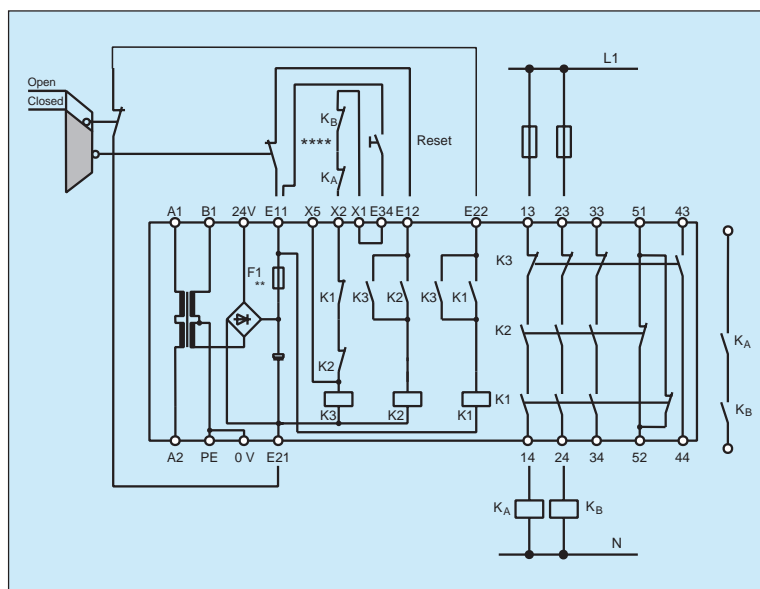 L1
Open
Closed
KB
****
KA
Reset
A1 B1 24V E11 X5 X2 X1 E34 E12 E22 13 23 33 51 43
F1
**
K3
K1 K3 K2 K3 K1
K2
K2
KA
K1
K3 K2 K1
KB
A2 PE 0 V E21 14 24 34 52 44
KA KB
N